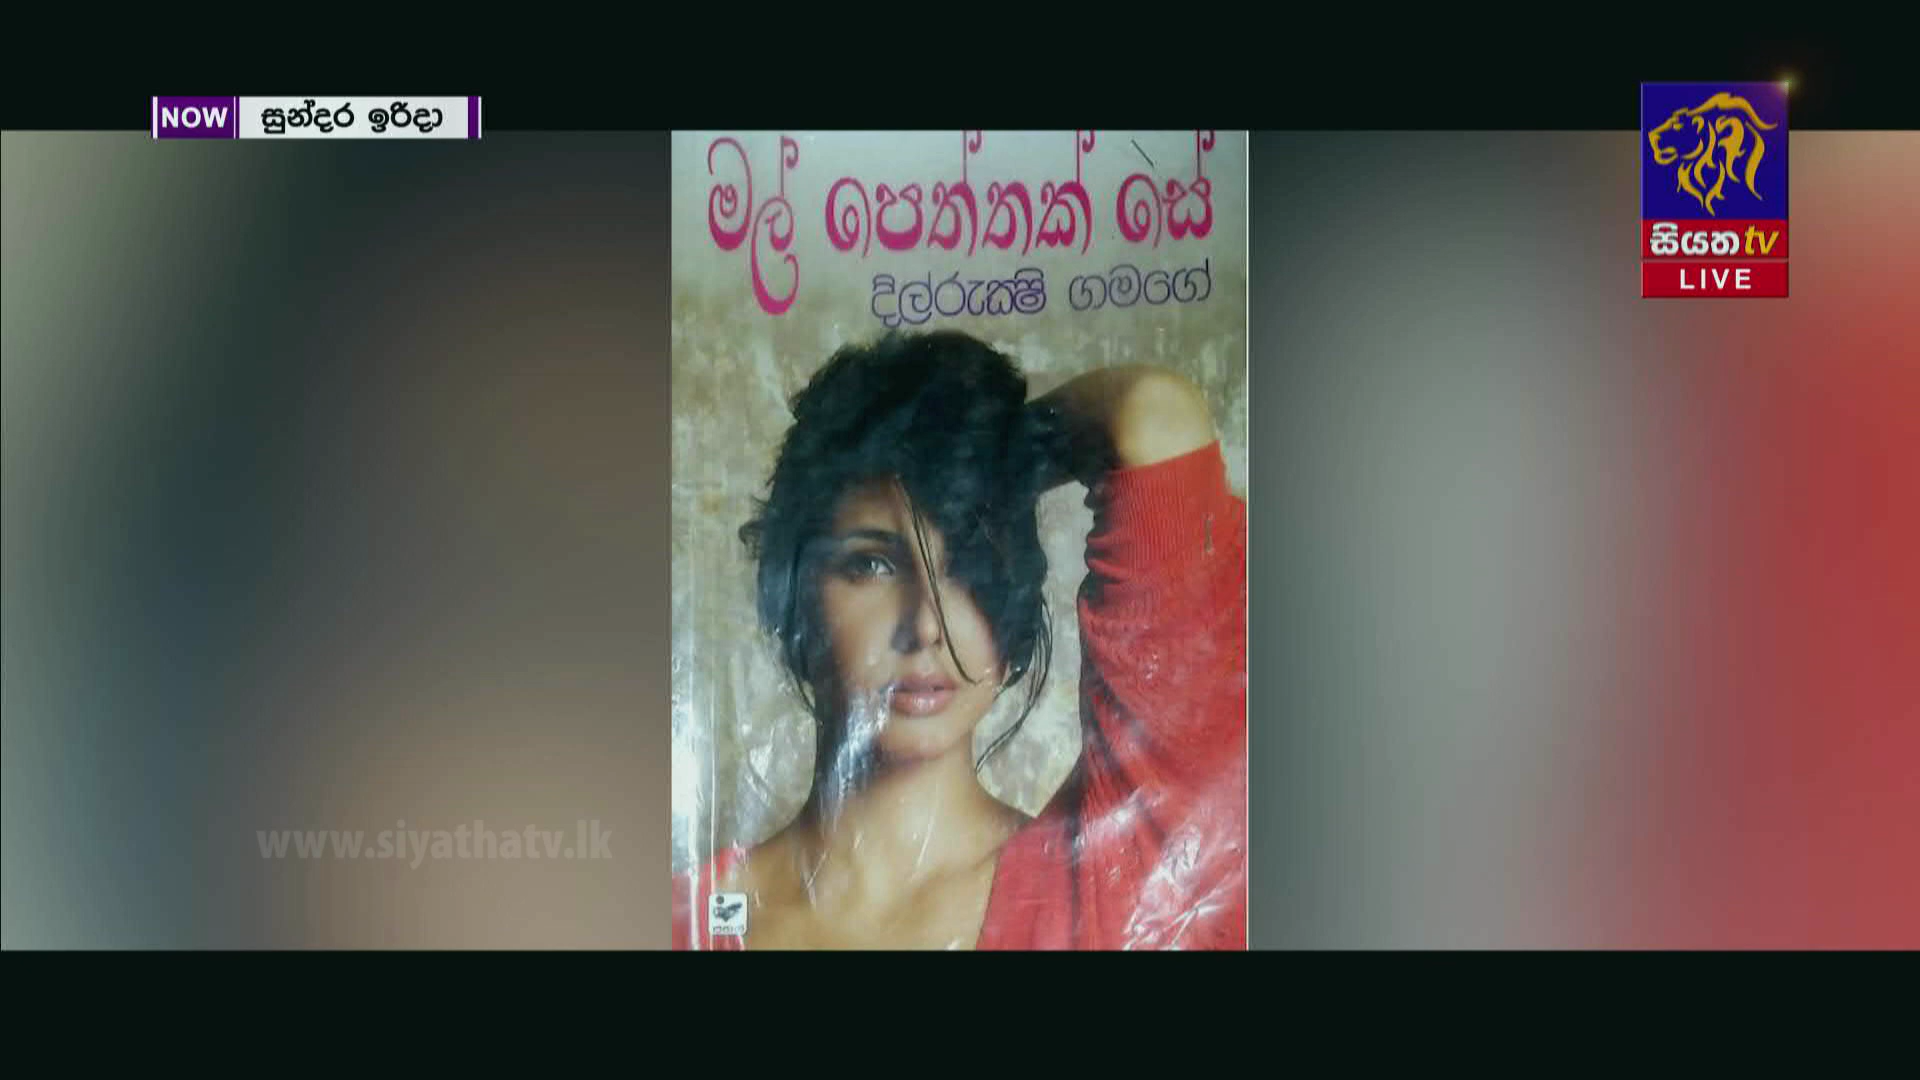 NOW සුන්දර ඉරිදා
මල් පෙත්තක් සේ
දිල්රුක්ෂි ගමගේ
සියත tv
LIVE
www.siyathatv.lk